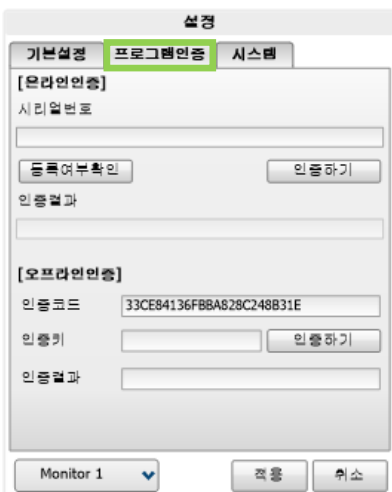 설정
기본설정 프로그램인증 시스템
[온라인인증]
시리얼번호
등록여부확인 인증하기
인증결과
[오프라인인증]
인증코드 33CE84136FBBA828C248B31E
인증키 인증하기
인증결과
Monitor 1 적용 취소